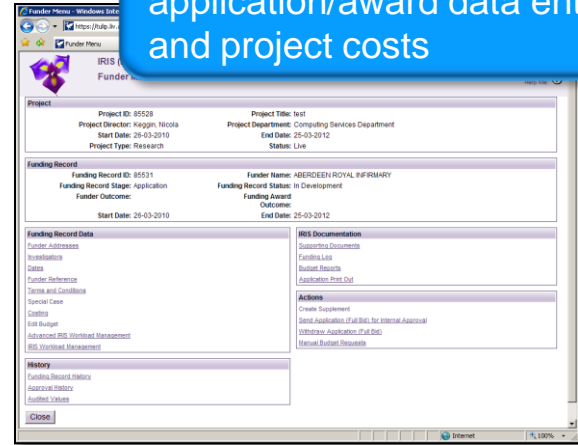 application/award data ent
and project costs
Funder Menu - Windows Inte
https://tulip.liv.
Funder Menu
IRIS (
Funder
Project
Project ID: 85528 Project Title: test
Project Director: Keggin, Nicola Project Department: Computing Services Department
Start Date: 26-03-2010 End Date: 25-03-2012
Project Type: Research Status: Live
Funding Record
Funding Record ID: 85531 Funder Name: ABERDEEN ROYAL INFIRMARY
Funding Record Stage: Application Funding Record Status: In Development
Funder Outcome: Funding Award
Outcome:
Start Date: 26-03-2010 End Date: 25-03-2012
Funding Record Data IRIS Documentation
Funder Addresses Supporting Documents
Investigators Funding Log
Dates Budget Reports
Funder Reference Application Print Out
Terms and Conditions
Special Case Actions
Costing Create Supplement
Edit Budget Send Application (Full Bid) for Internal Approval
Advanced IRIS Workload Management Withdraw Application (Full Bid)
IRIS Workload Management Manual Budget Requests
History
Funding Record History
Approval History
Audited Values
Close
Internet 100%